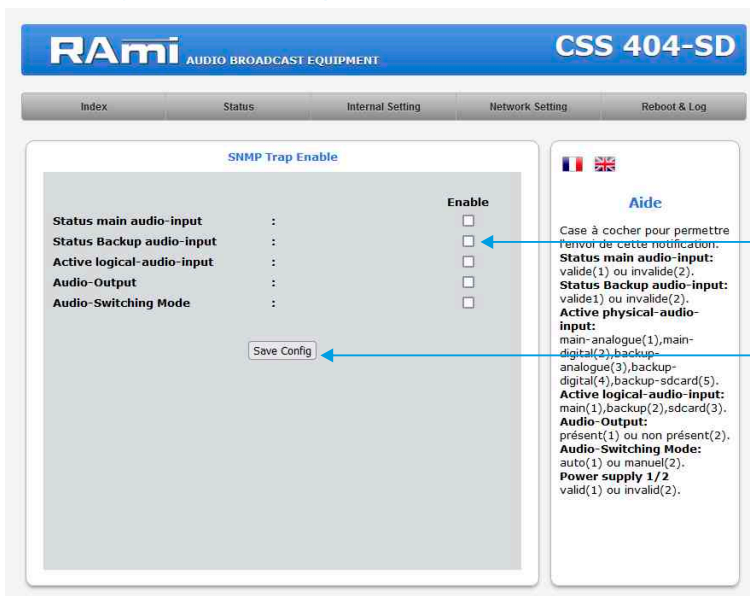 RAmi AUDIO BROADCAST EQUIPMENT
CSS 404-SD
Index Status Internal Setting Network Setting Reboot & Log
SNMP Trap Enable
Enable
Status main audio-input :
Status Backup audio-input :
Active logical-audio-input :
Audio-Output :
Audio-Switching Mode :
Save Config
Aide
Case à cocher pour permettre
l'envoi de cette notification.
Status main audio-input:
valide(1) ou invalide(2).
Status Backup audio-input:
valide1) ou invalide(2).
Active physical-audio-
input:
main-analogue(1),main-
digital(2),backup-
analogue(3),backup-
digital(4),backup-sdcard(5).
Active logical-audio-input:
main(1),backup(2),sdcard(3).
Audio-Output:
présent(1) ou non présent(2).
Audio-Switching Mode:
auto(1) ou manuel(2).
Power supply 1/2
valid(1) ou invalid(2).